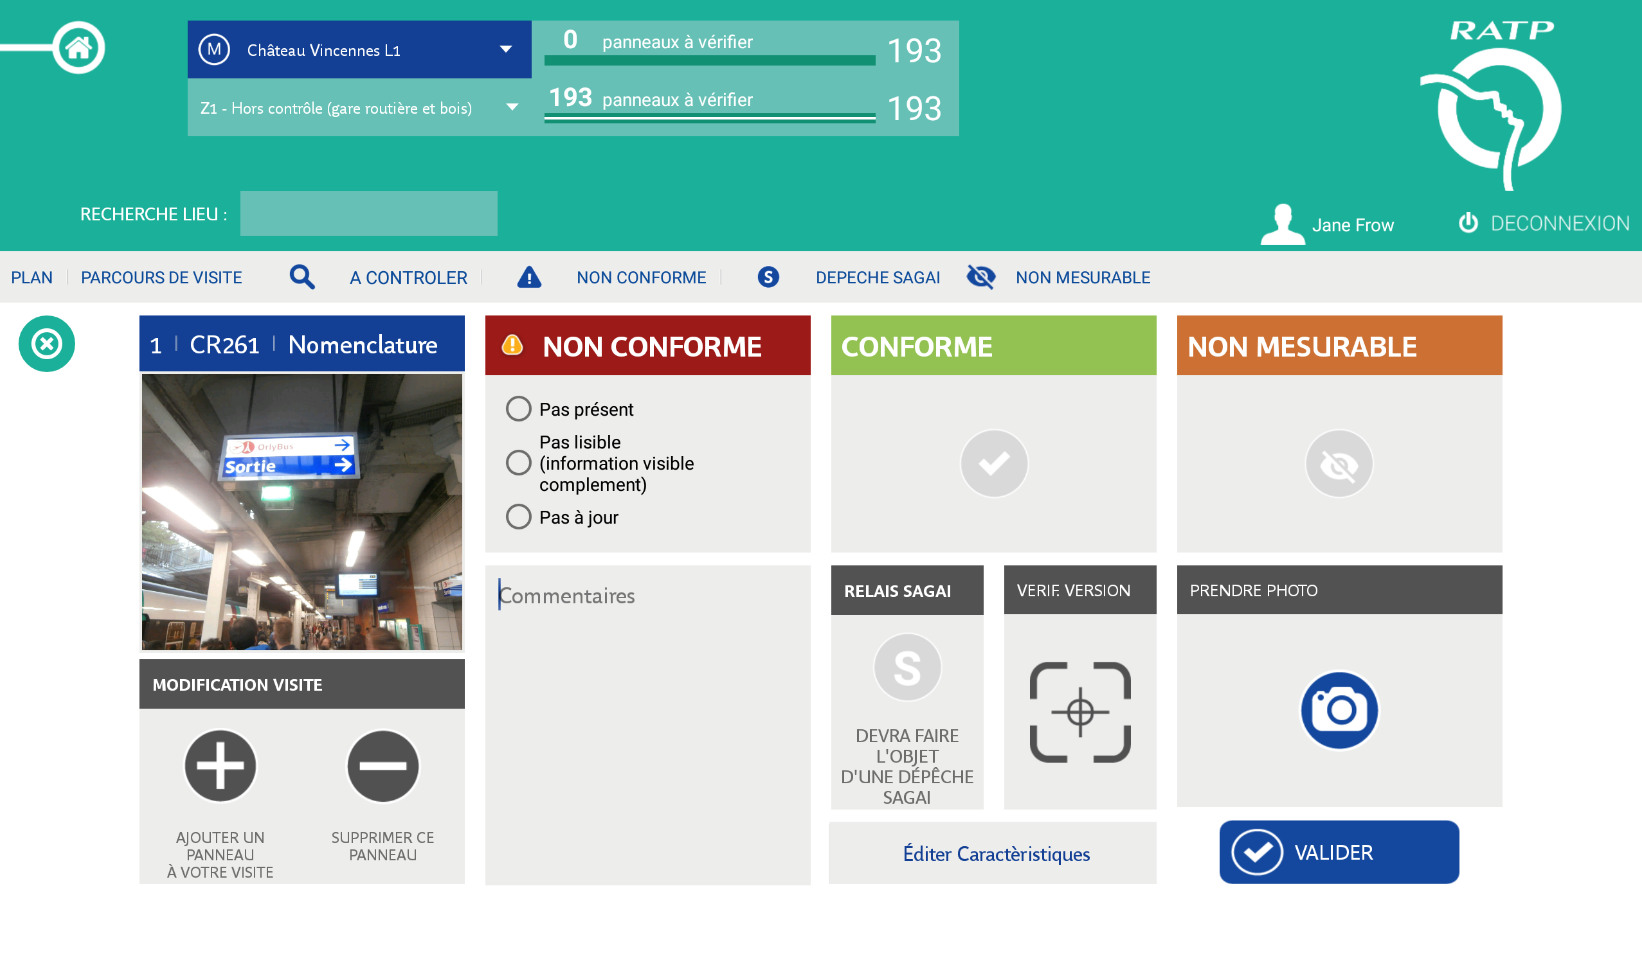 RATP
M
Château Vincennes L1
0 panneaux à vérifier
193
Z1 - Hors contrôle (gare routière et bois)
193 panneaux à vérifier
193
RECHERCHE LIEU :
Jane Frow
DECONNEXION
PLAN
PARCOURS DE VISITE
A CONTROLER
NON CONFORME
S
DEPECHE SAGAI
NON MESURABLE
1 | CR261 | Nomenclature
OrlyBus
Sortie
MODIFICATION VISITE
AJOUTER UN
PANNEAU
À VOTRE VISITE
SUPPRIMER CE
PANNEAU
NON CONFORME
Pas présent
Pas lisible
(information visible
complement)
Pas à jour
Commentaires
CONFORME
NON MESURABLE
RELAIS SAGAI
S
DEVRA FAIRE
L'OBJET
D'UNE DÉPÊCHE
SAGAI
VERIF. VERSION
PRENDRE PHOTO
Éditer Caractèristiques
VALIDER